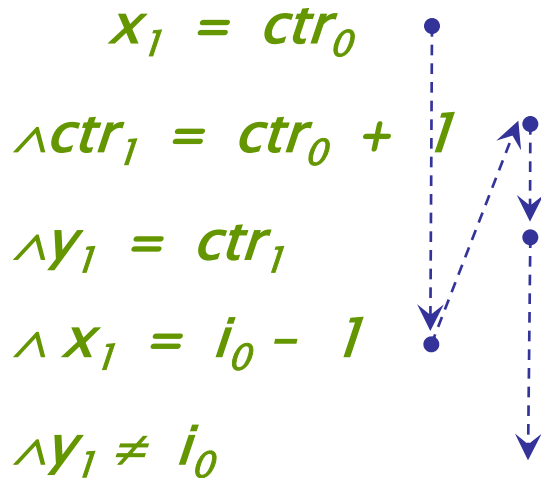 x₁ = ctr₀
∧ctr₁ = ctr₀ + 1
∧y₁ = ctr₁
∧ x₁ = i₀ – 1
∧y₁ ≠ i₀